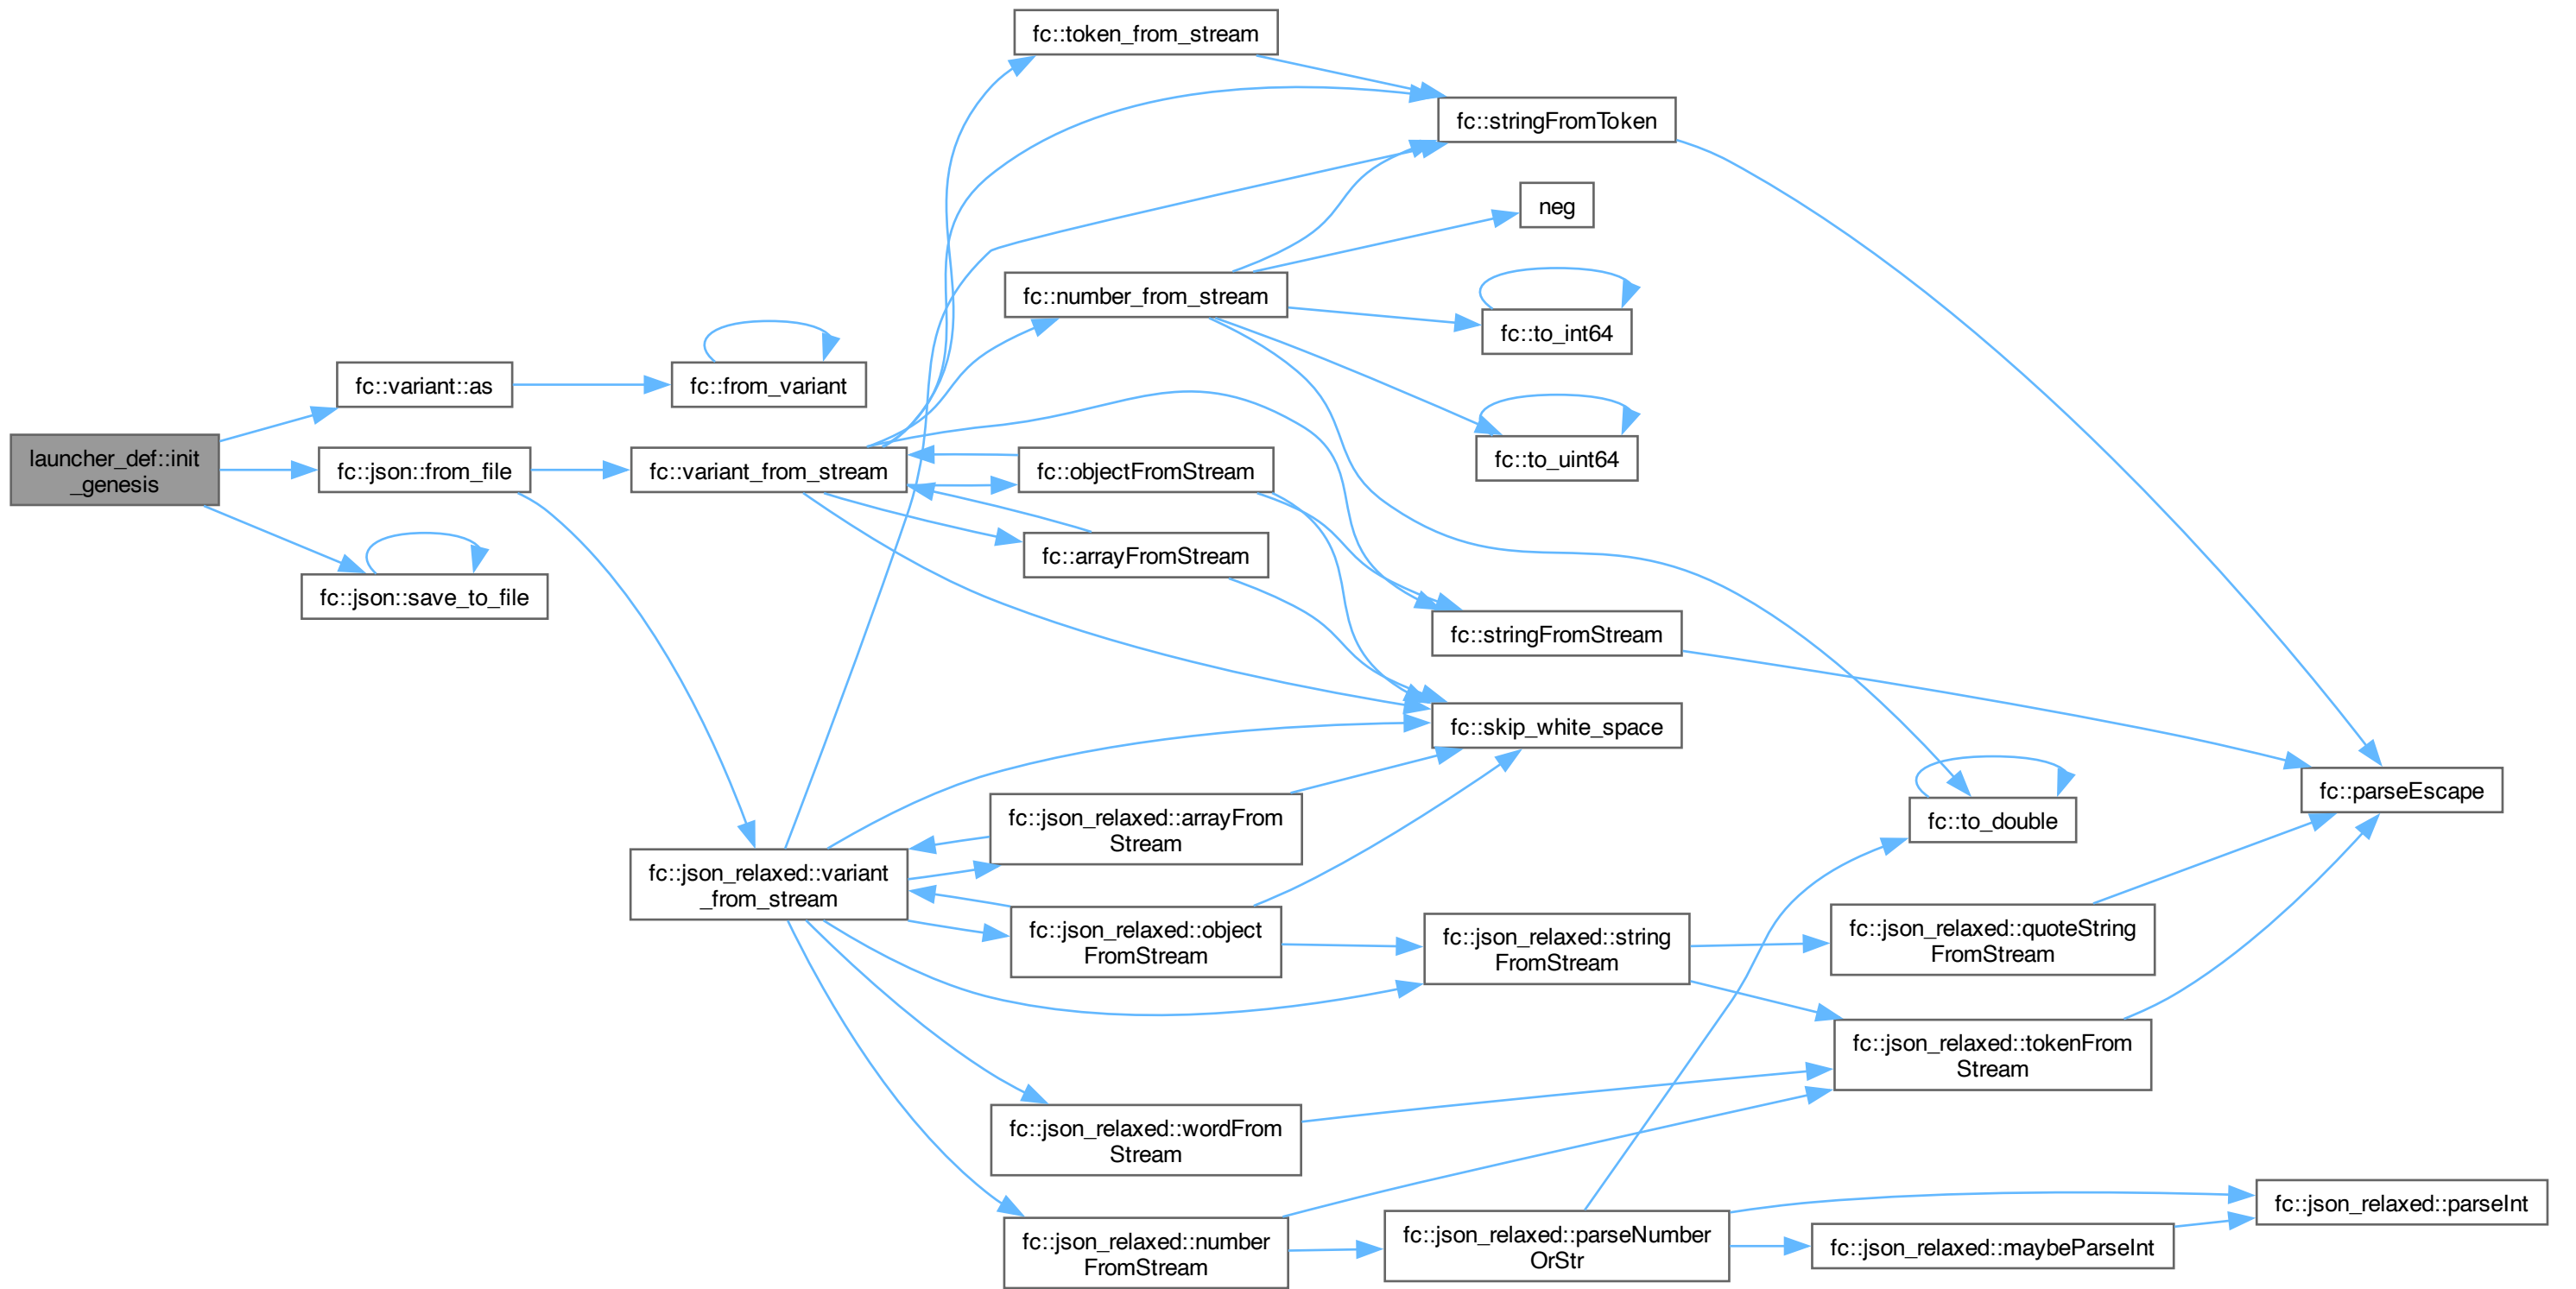 fc::token_from_stream
fc::stringFromToken
neg
fc::number_from_stream
fc::to_int64
fc::variant::as
fc::from_variant
launcher_def::init
_genesis
fc::json::from_file
fc::variant_from_stream
fc::objectFromStream
fc::to_uint64
fc::arrayFromStream
fc::json::save_to_file
fc::stringFromStream
fc::skip_white_space
fc::parseEscape
fc::json_relaxed::arrayFrom
Stream
fc::to_double
fc::json_relaxed::variant
_from_stream
fc::json_relaxed::object
FromStream
fc::json_relaxed::string
FromStream
fc::json_relaxed::quoteString
FromStream
fc::json_relaxed::tokenFrom
Stream
fc::json_relaxed::wordFrom
Stream
fc::json_relaxed::number
FromStream
fc::json_relaxed::parseNumber
OrStr
fc::json_relaxed::maybeParseInt
fc::json_relaxed::parseInt